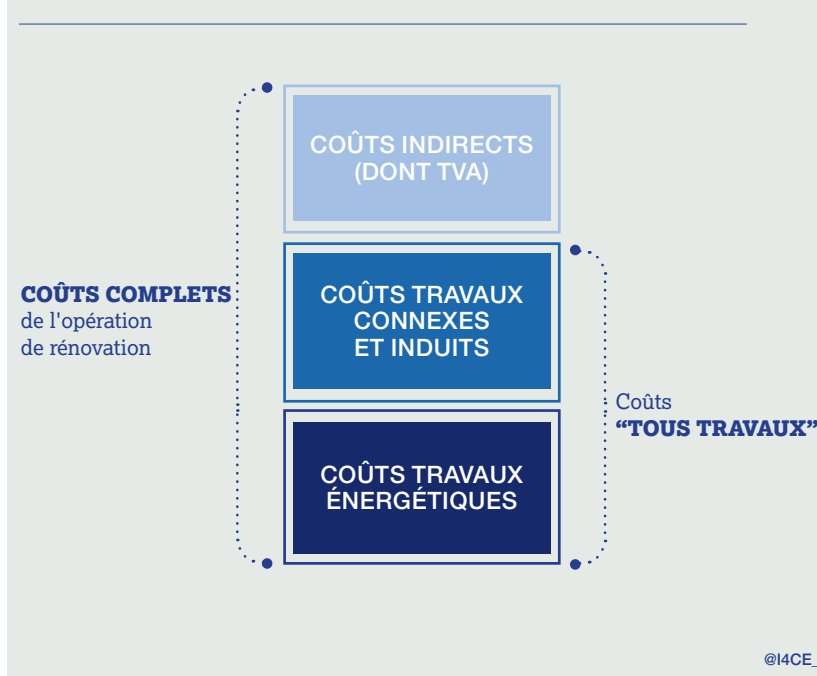 COÛTS INDIRECTS
(DONT TVA)
COÛTS COMPLETS
de l'opération
de rénovation
COÛTS TRAVAUX
CONNEXES
ET INDUITS
Coûts
“TOUS TRAVAUX”
COÛTS TRAVAUX
ÉNERGÉTIQUES
@I4CE_